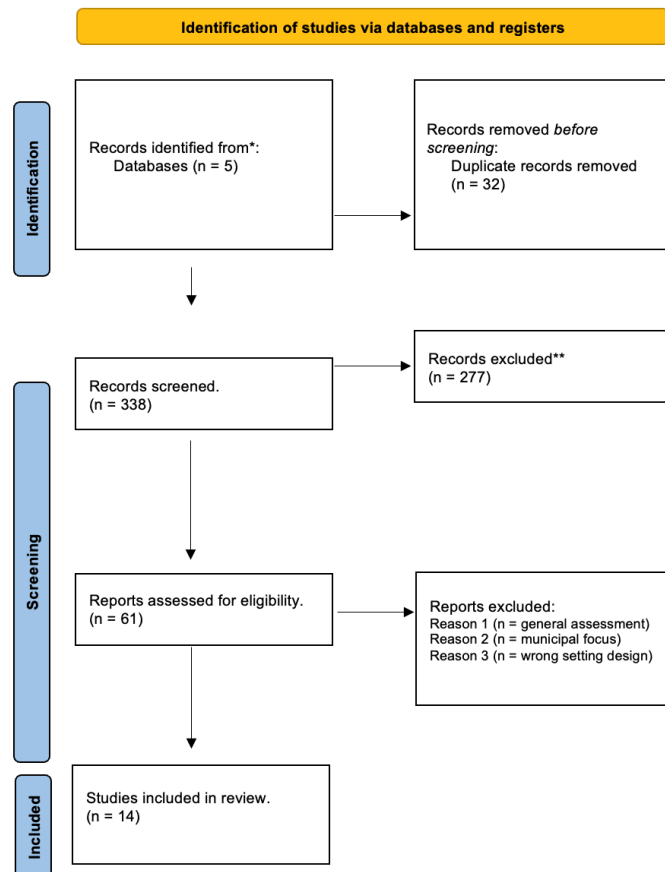 Identification of studies via databases and registers
Identification
Records identified from*:
Databases (n = 5)
Records removed before
screening:
Duplicate records removed
(n = 32)
Screening
Records screened.
(n = 338)
Records excluded**
(n = 277)
Reports assessed for eligibility.
(n = 61)
Reports excluded:
Reason 1 (n = general assessment)
Reason 2 (n = municipal focus)
Reason 3 (n = wrong setting design)
Included
Studies included in review.
(n = 14)